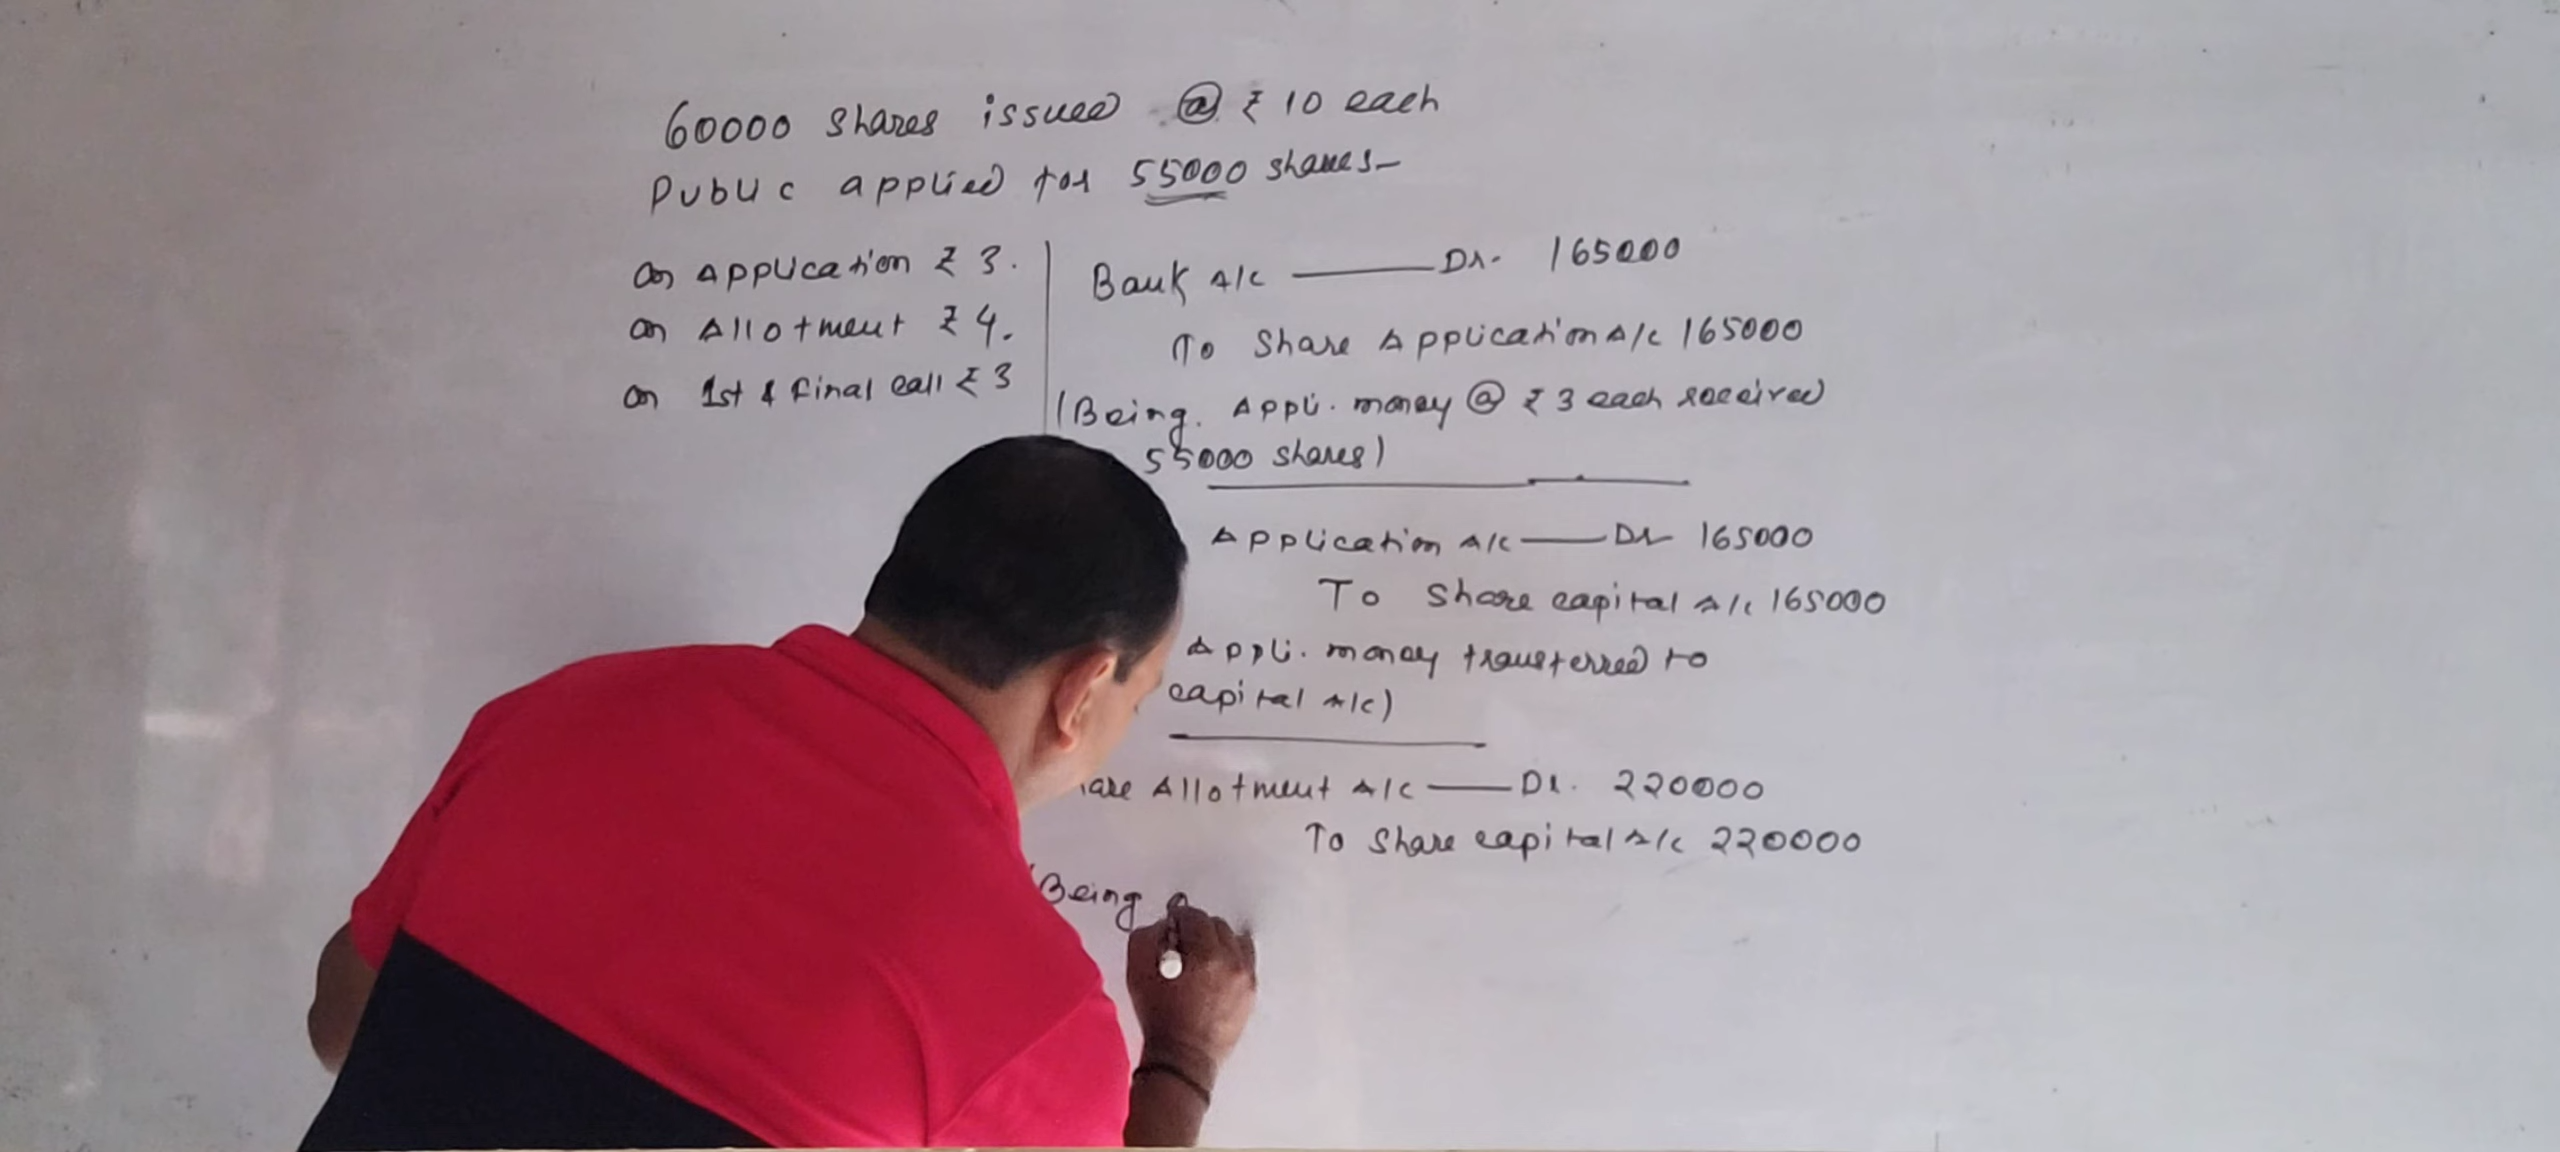 60000 shares issued @ ₹ 10 each
Public applied for 55000 shares-
on Application ₹ 3.
on Allotment ₹ 4.
on 1st & Final call ₹ 3
Bank A/c —— Dr. 165000
To Share Application A/c 165000
(Being. Appli. money @ ₹ 3 each received
55000 shares)
Application A/c —— Dr 165000
To Share capital A/c 165000
Appli. money transferred to
capital A/c)
Allotment A/c —— Dr. 220000
To Share capital A/c 220000
(Being